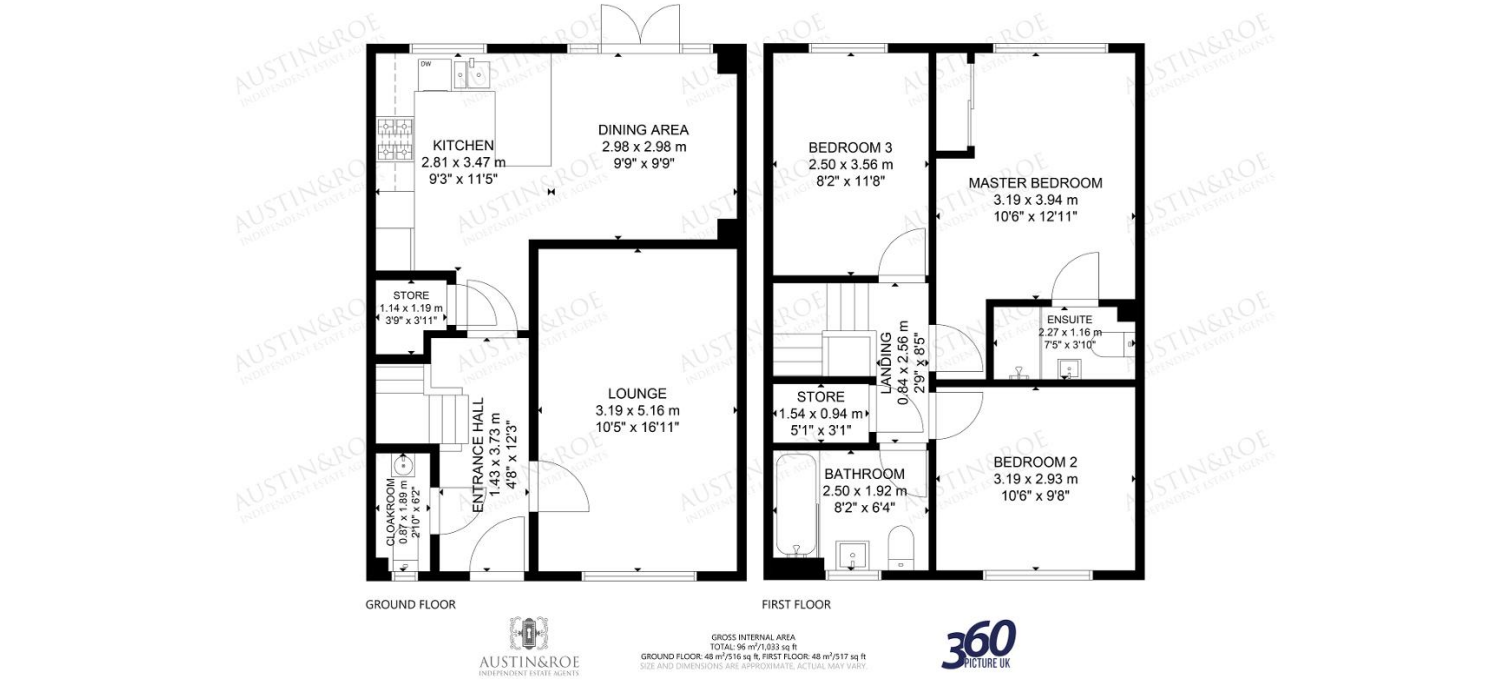 DW
KITCHEN
2.81 x 3.47 m
9'3" x 11'5"
DINING AREA
2.98 x 2.98 m
9'9" x 9'9"
STORE
1.14 x 1.19 m
3'9" x 3'11"
LOUNGE
3.19 x 5.16 m
10'5" x 16'11"
ENTRANCE HALL
1.43 x 3.73 m
4'8" x 12'3"
CLOAKROOM
0.87 x 1.89 m
2'10" x 6'2"
GROUND FLOOR
BEDROOM 3
2.50 x 3.56 m
8'2" x 11'8"
MASTER BEDROOM
3.19 x 3.94 m
10'6" x 12'11"
ENSUITE
2.27 x 1.16 m
7'5" x 3'10"
LANDING
0.84 x 2.56 m
2'9" x 8'5"
STORE
1.54 x 0.94 m
5'1" x 3'1"
BATHROOM
2.50 x 1.92 m
8'2" x 6'4"
BEDROOM 2
3.19 x 2.93 m
10'6" x 9'8"
FIRST FLOOR
AUSTIN&ROE
INDEPENDENT ESTATE AGENTS
GROSS INTERNAL AREA
TOTAL: 96 m²/1,033 sq ft
GROUND FLOOR: 48 m²/516 sq ft, FIRST FLOOR: 48 m²/517 sq ft
SIZE AND DIMENSIONS ARE APPROXIMATE, ACTUAL MAY VARY.
360
PICTURE UK